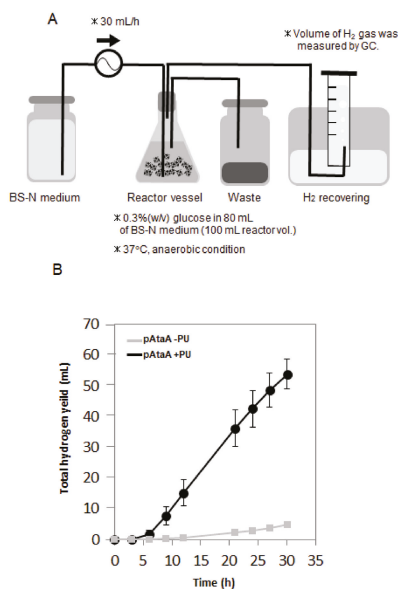 A
* 30 mL/h
* Volume of H2 gas was
measured by GC.
BS-N medium
Reactor vessel
Waste
H2 recovering
* 0.3%(w/v) glucose in 80 mL
of BS-N medium (100 mL reactor vol.)
* 37°C, anaerobic condition
B
Total hydrogen yeild (mL)
70
60
50
40
30
20
10
0
pAtaA -PU
pAtaA +PU
0 5 10 15 20 25 30 35
Time (h)